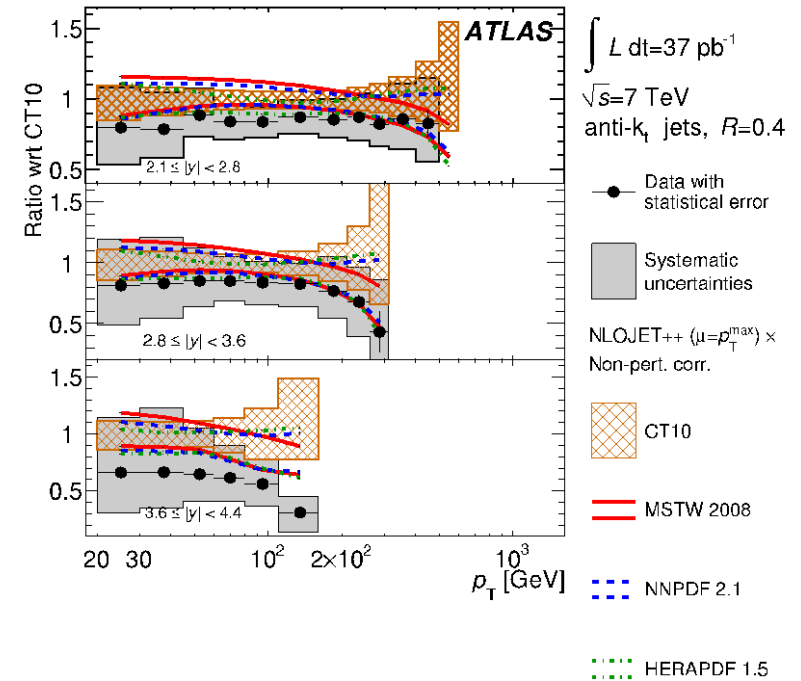 Ratio wrt CT10
1.5
1
0.5
ATLAS
2.1 ≤ |y| < 2.8
1.5
1
0.5
2.8 ≤ |y| < 3.6
1.5
1
0.5
3.6 ≤ |y| < 4.4
20 30 10² 2×10² 10³
p_T [GeV]
∫ L dt=37 pb⁻¹
√s=7 TeV
anti-k_t jets, R=0.4
Data with
statistical error
Systematic
uncertainties
NLOJET++ (μ=p_T^max) ×
Non-pert. corr.
CT10
MSTW 2008
NNPDF 2.1
HERAPDF 1.5